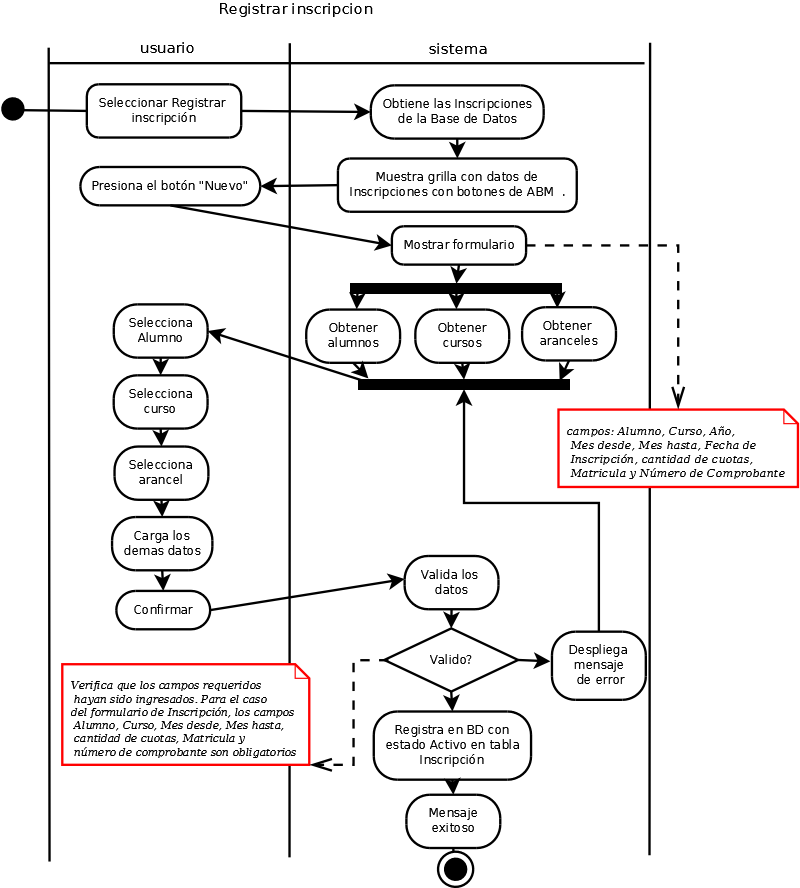 Registrar inscripcion
usuario
sistema
Seleccionar Registrar
inscripción
Obtiene las Inscripciones
de la Base de Datos
Muestra grilla con datos de
Inscripciones con botones de ABM .
Presiona el botón "Nuevo"
Mostrar formulario
Obtener
alumnos
Obtener
cursos
Obtener
aranceles
Selecciona
Alumno
Selecciona
curso
Selecciona
arancel
Carga los
demas datos
Confirmar
campos: Alumno, Curso, Año,
Mes desde, Mes hasta, Fecha de
Inscripción, cantidad de cuotas,
Matricula y Número de Comprobante
Valida los
datos
Valido?
Despliega
mensaje
de error
Verifica que los campos requeridos
hayan sido ingresados. Para el caso
del formulario de Inscripción, los campos
Alumno, Curso, Mes desde, Mes hasta,
cantidad de cuotas, Matricula y
número de comprobante son obligatorios
Registra en BD con
estado Activo en tabla
Inscripción
Mensaje
exitoso